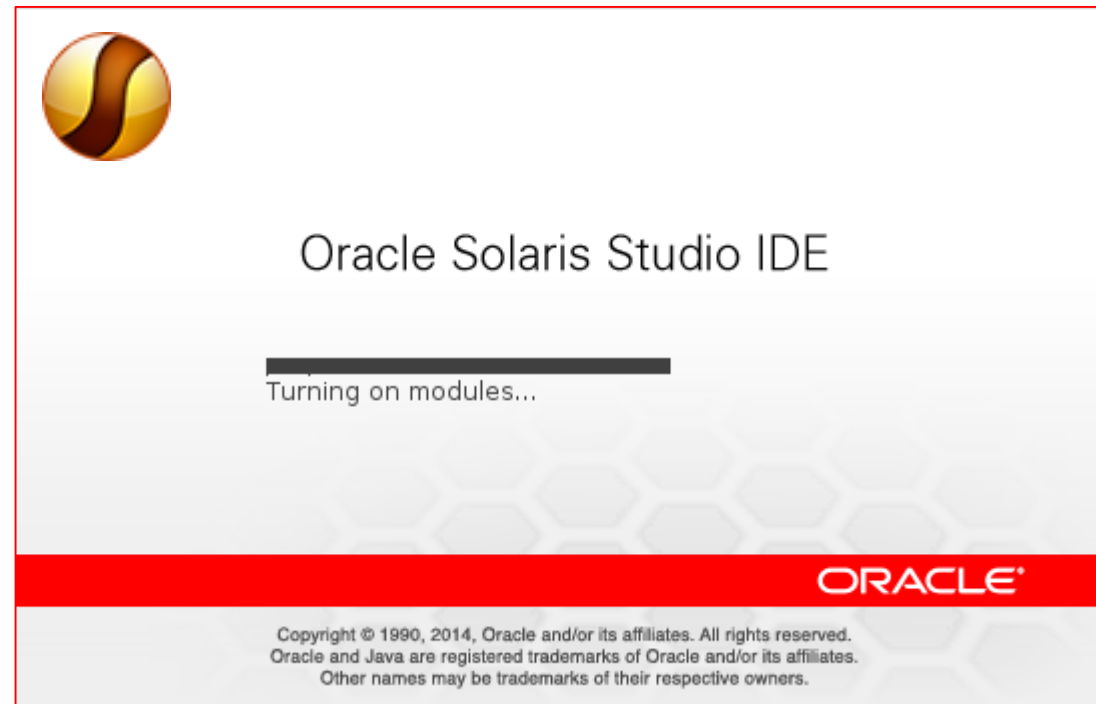 Oracle Solaris Studio IDE
Turning on modules...
ORACLE
Copyright © 1990, 2014, Oracle and/or its affiliates. All rights reserved.
Oracle and Java are registered trademarks of Oracle and/or its affiliates.
Other names may be trademarks of their respective owners.